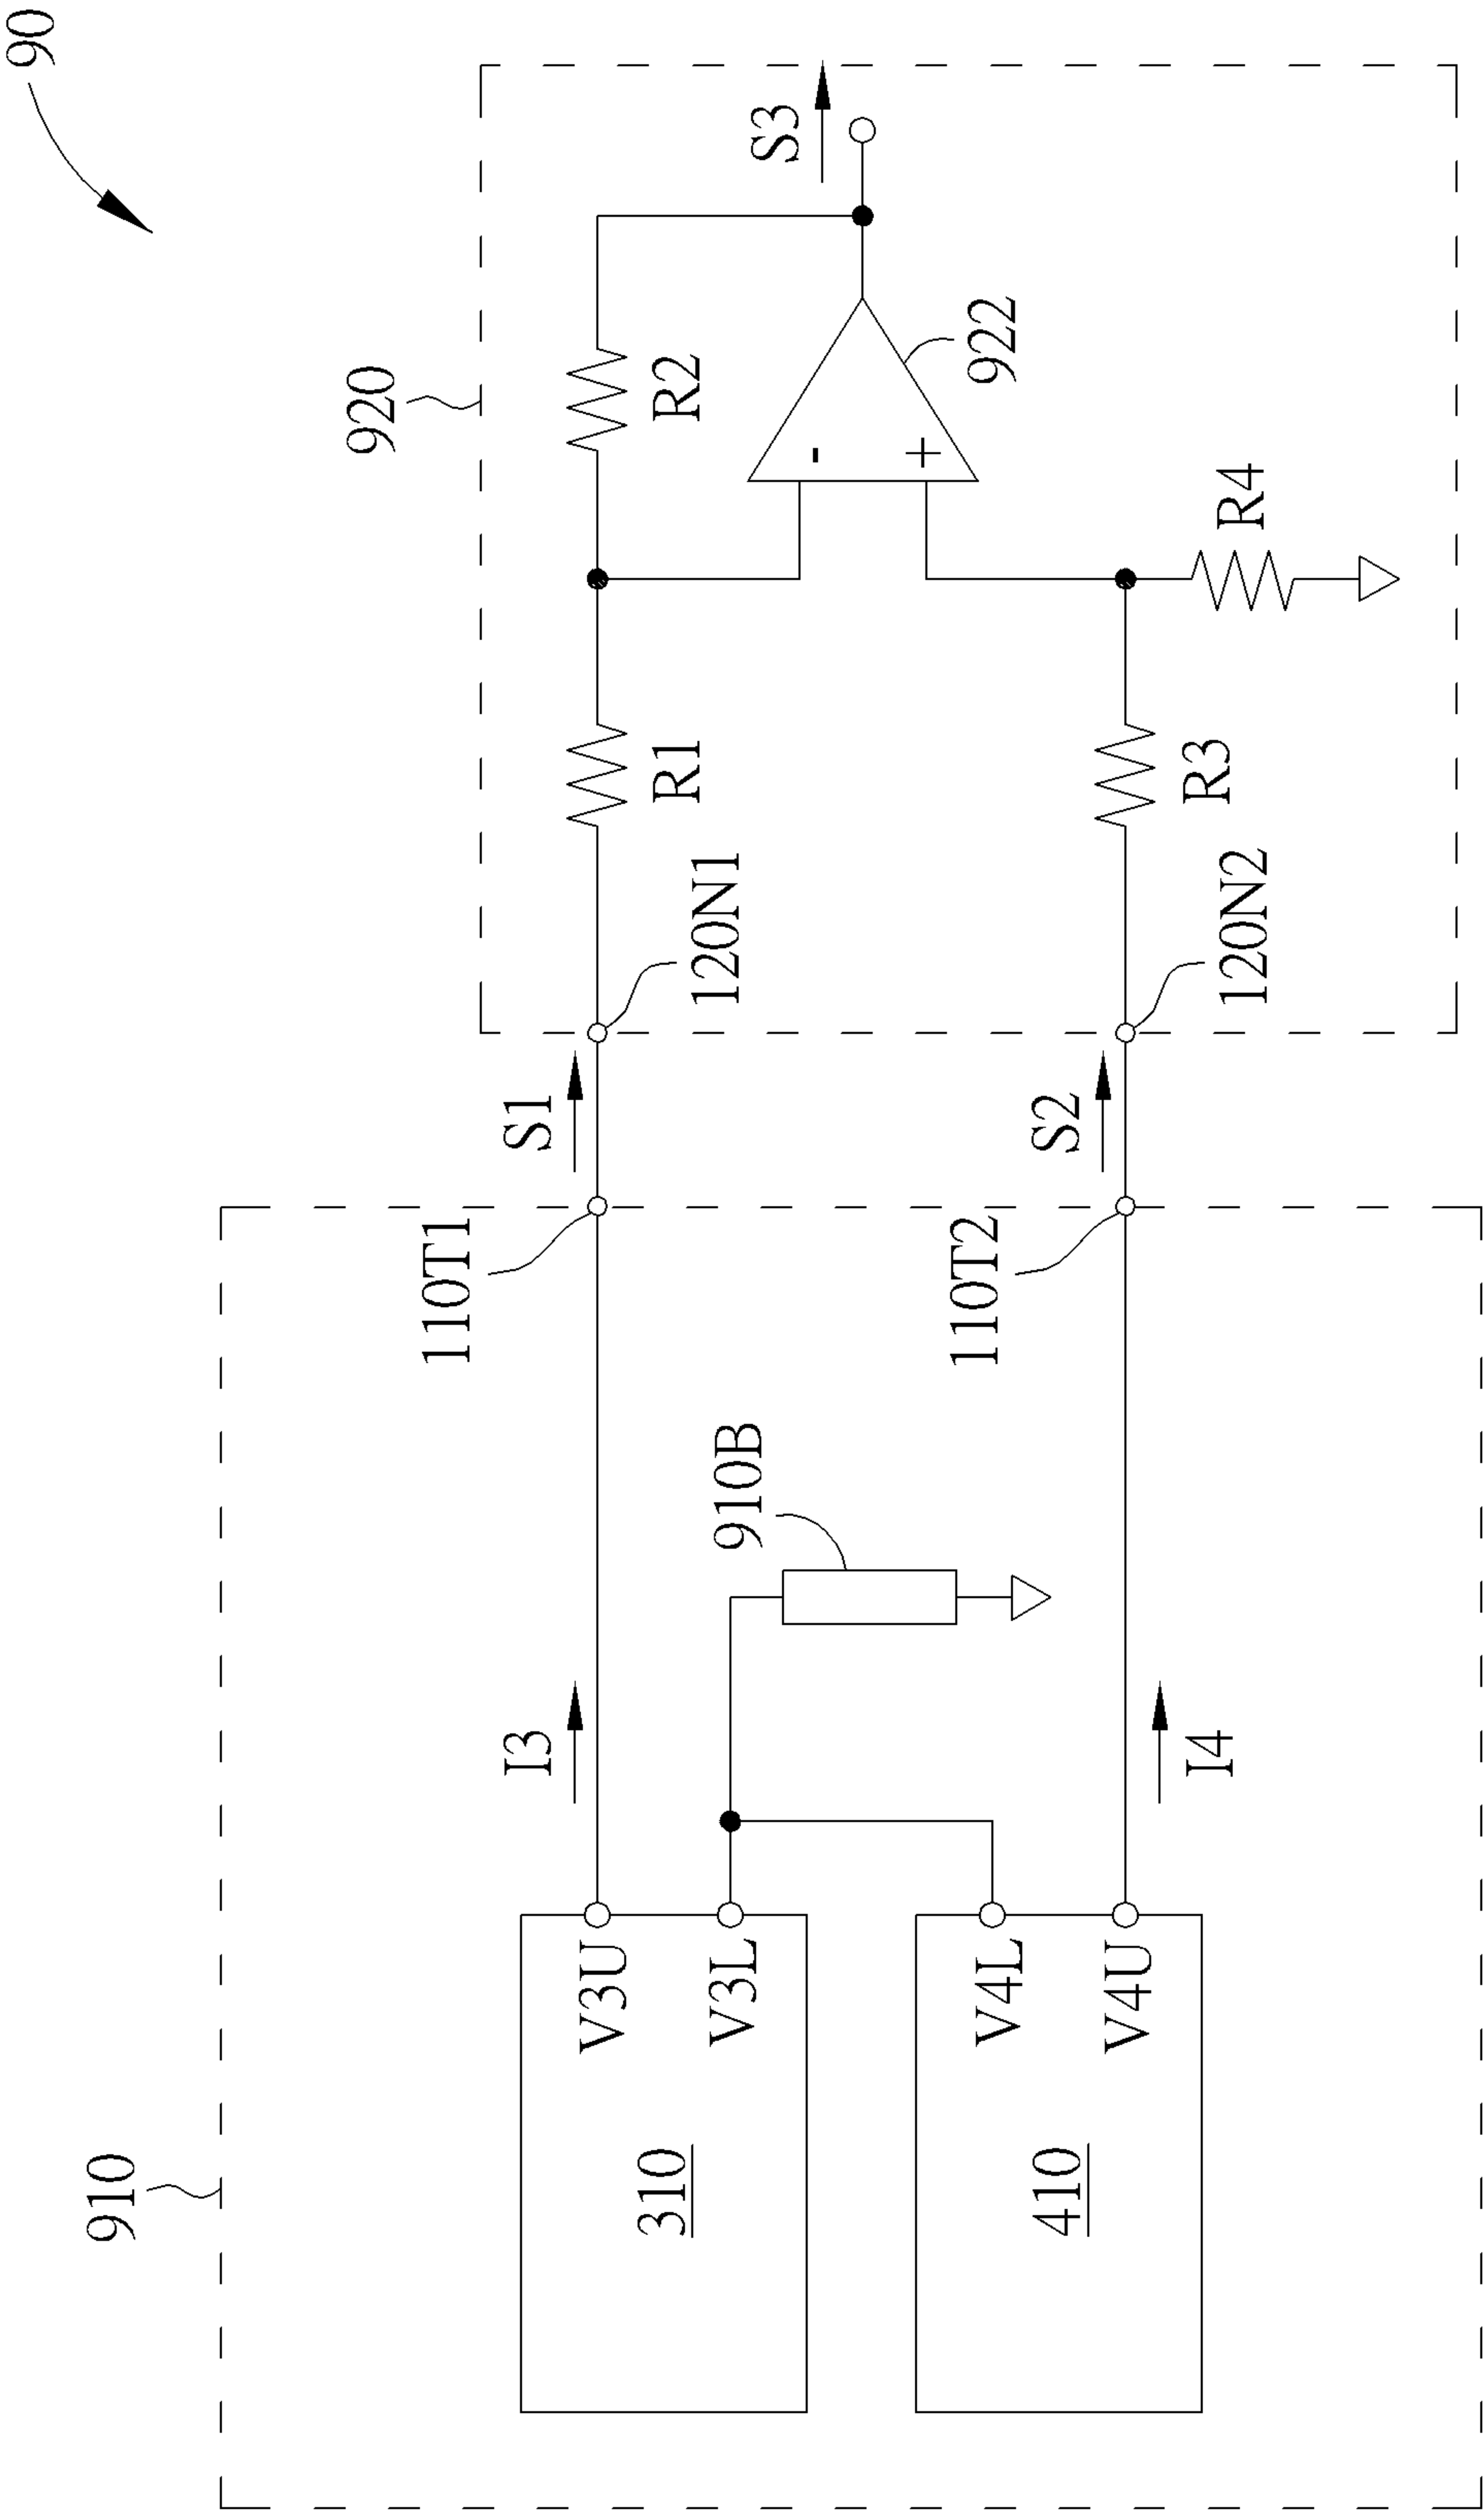 90
920
S3
R2
922
-
+
R4
R1
R3
120N1
120N2
S1
S2
110T1
110T2
910B
I3
I4
V3U
V3L
V4L
V4U
910
310
410